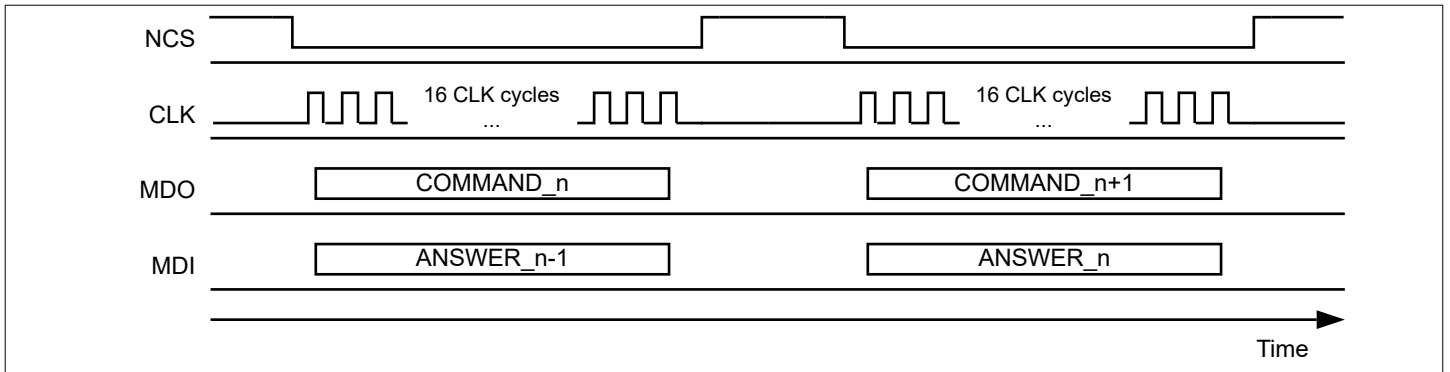 NCS
CLK
16 CLK cycles
...
16 CLK cycles
...
MDO
COMMAND_n
COMMAND_n+1
MDI
ANSWER_n-1
ANSWER_n
Time